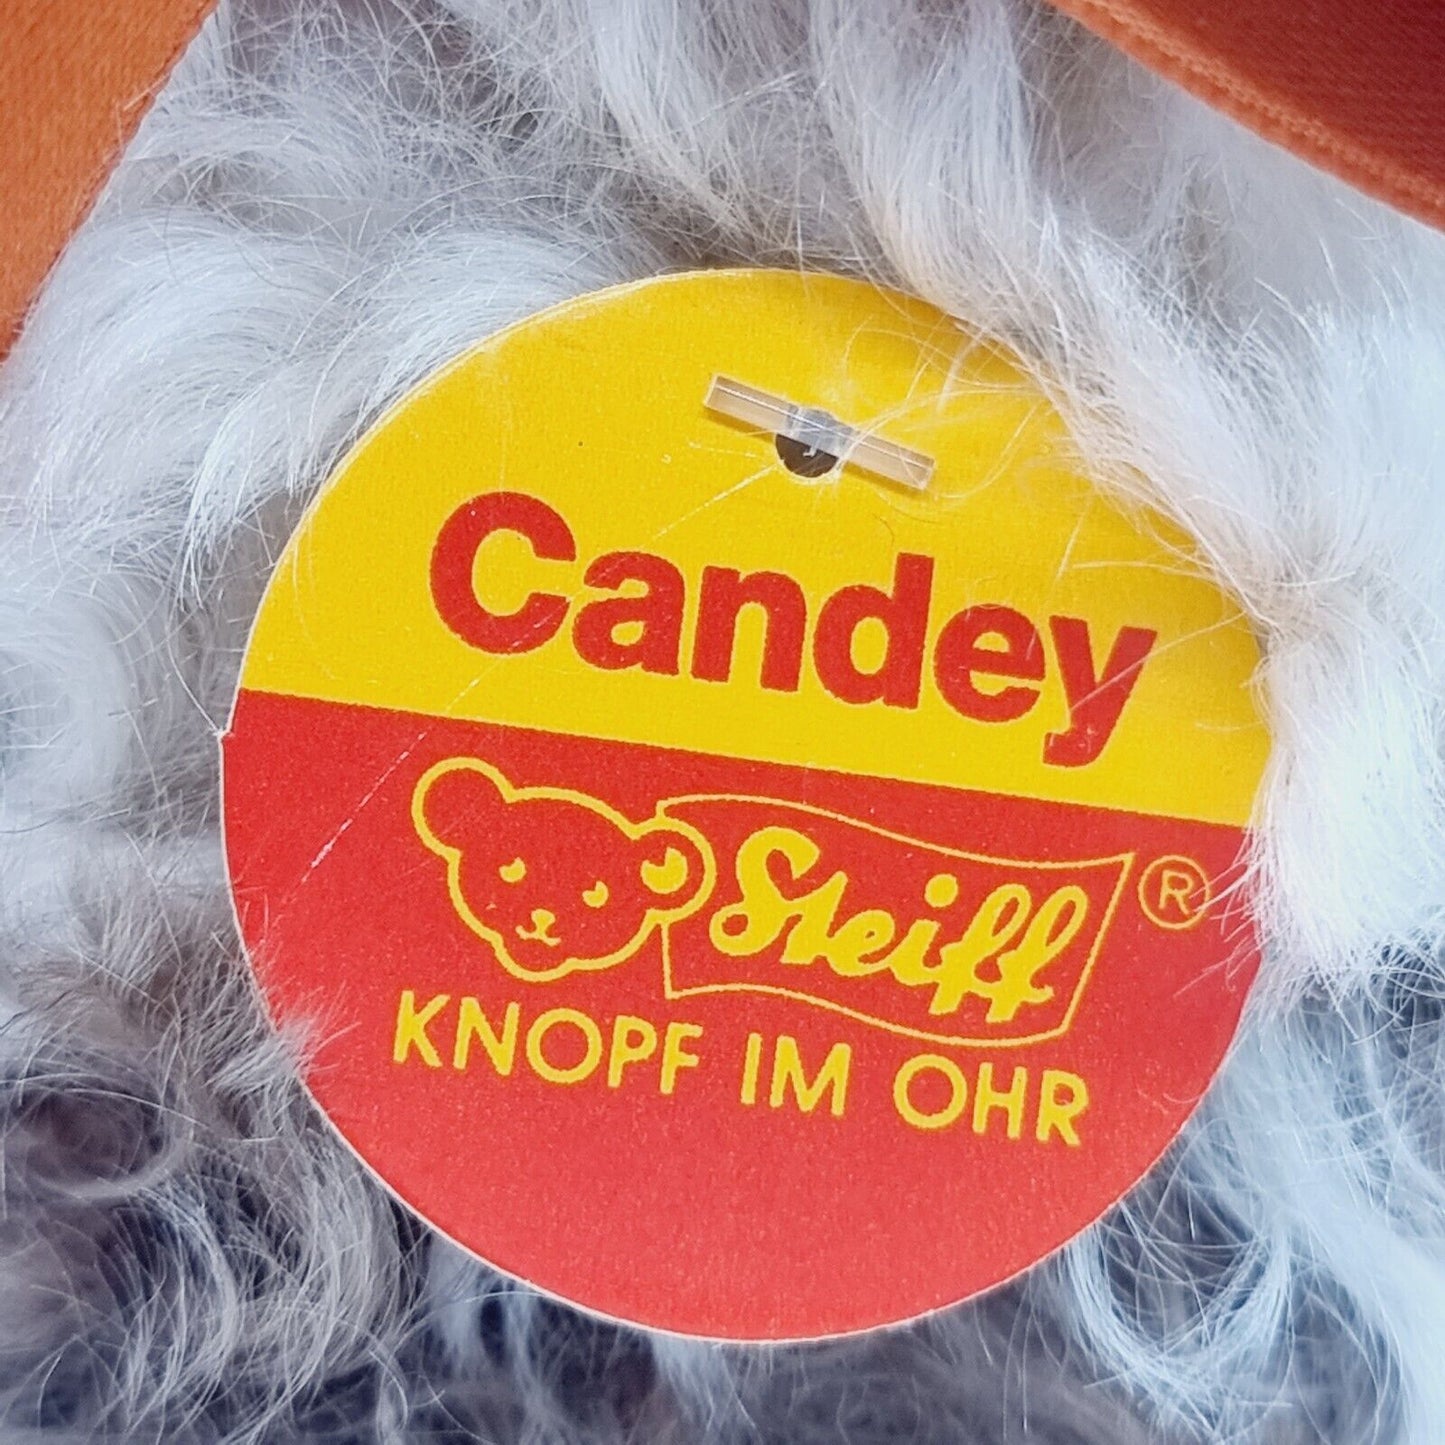 Candey
Steiff ®
KNOPF IM OHR